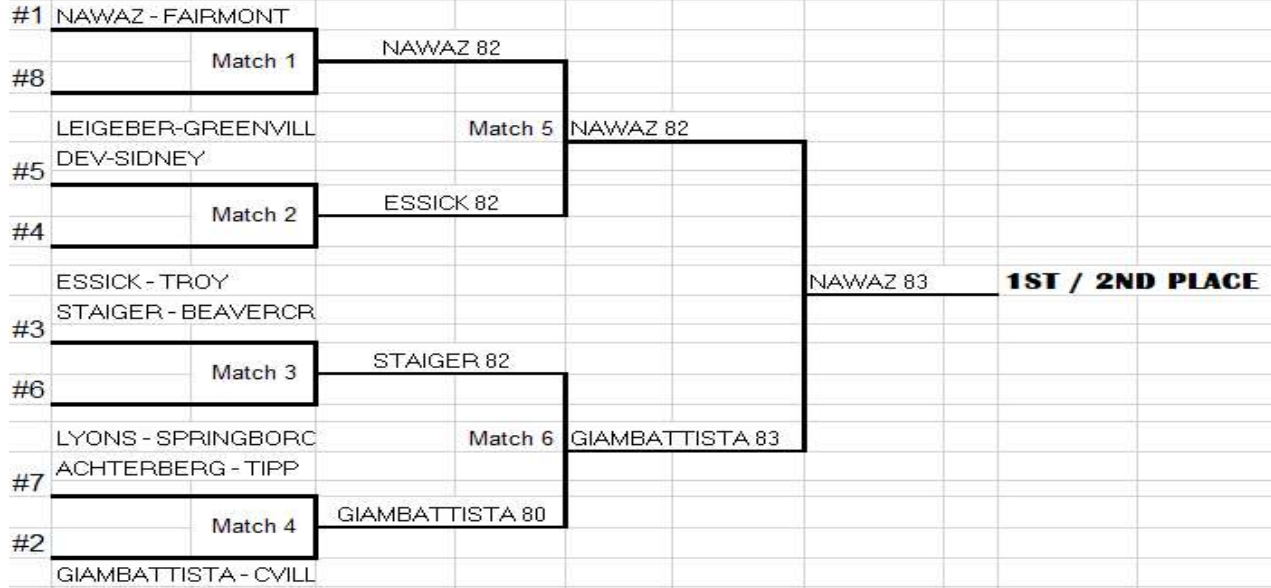 #1 NAWAZ - FAIRMONT
NAWAZ 82
Match 1
#8
LEIGEBER-GREENVILL
Match 5 NAWAZ 82
DEV-SIDNEY
#5
ESSICK 82
Match 2
#4
ESSICK - TROY
NAWAZ 83 1ST / 2ND PLACE
STAIGER - BEAVERCR
#3
STAIGER 82
Match 3
#6
LYONS - SPRINGBORO
Match 6 GIAMBATTISTA 83
ACHTERBERG - TIPP
#7
GIAMBATTISTA 80
Match 4
#2
GIAMBATTISTA - CVILL